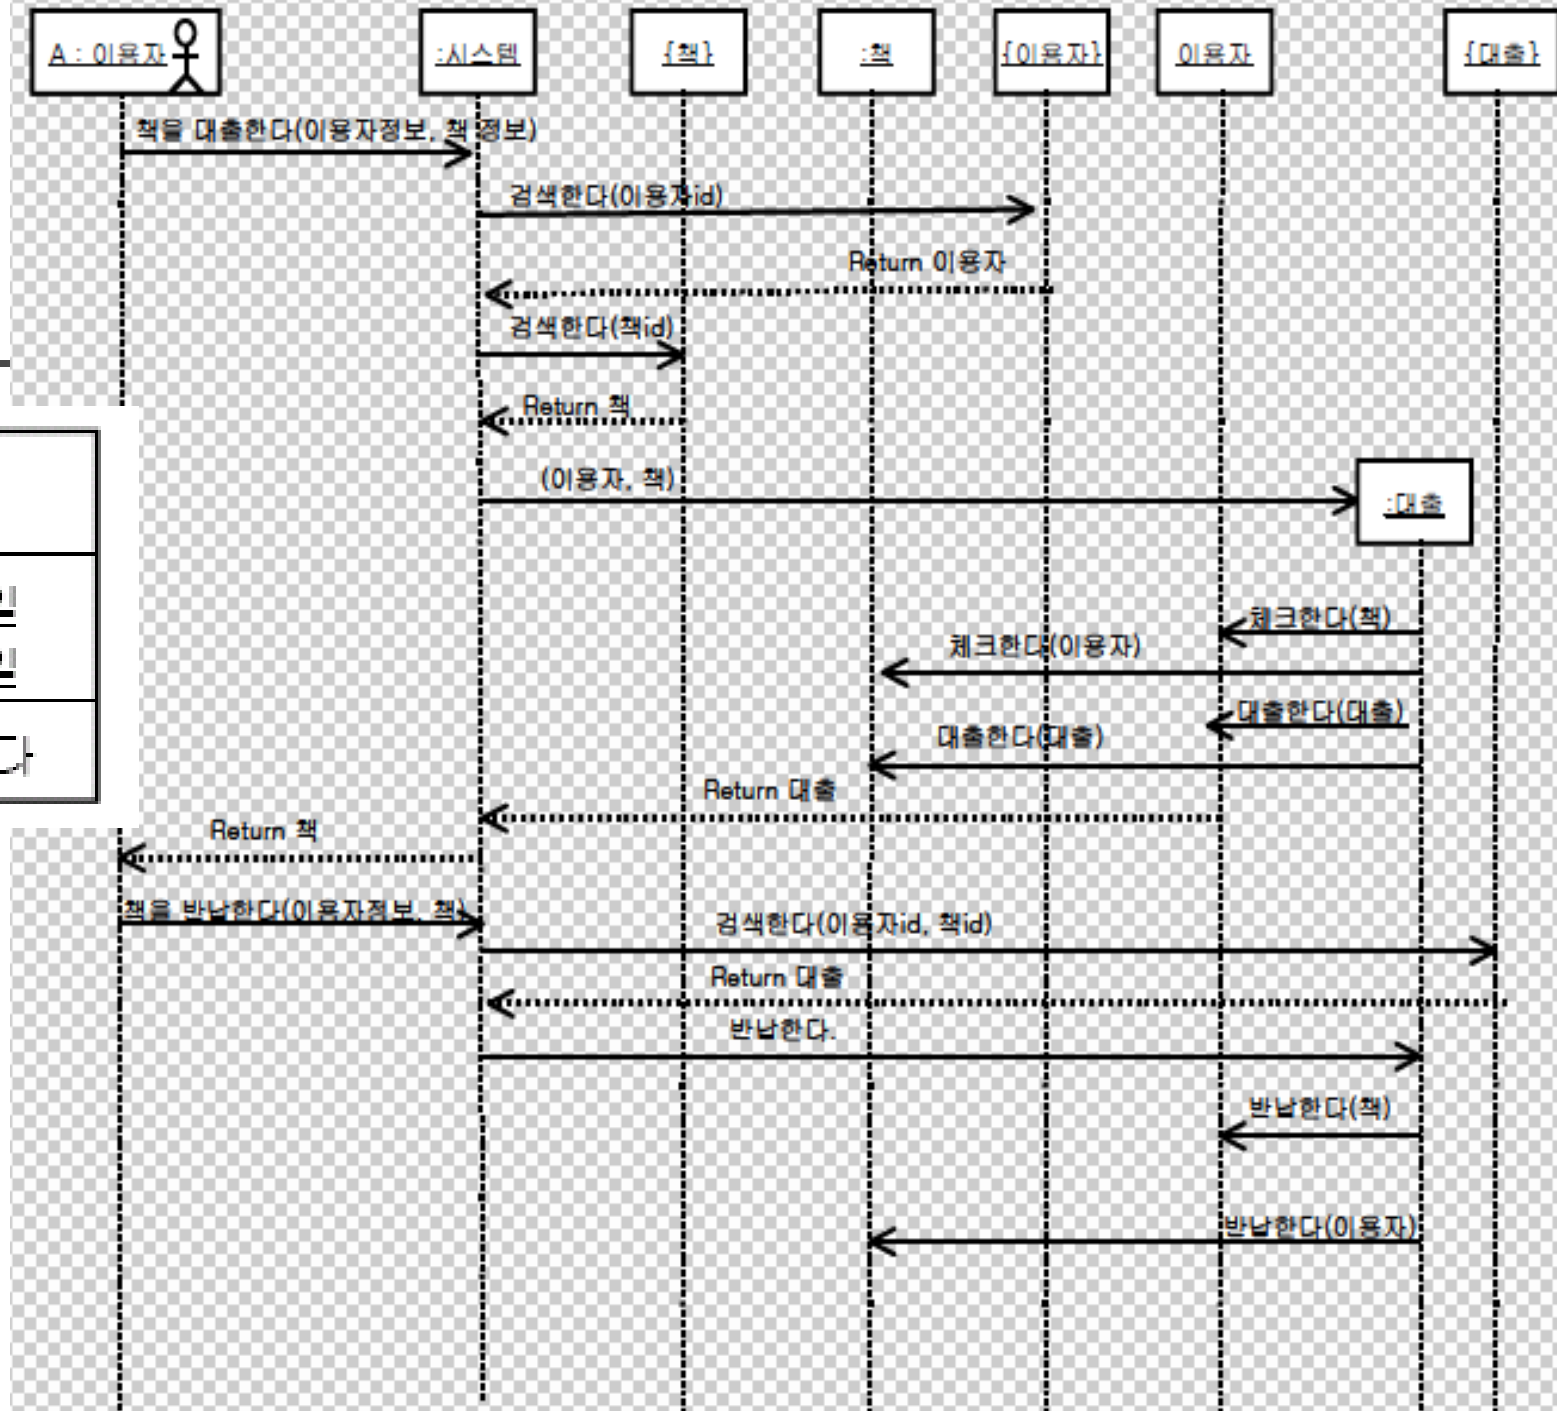 A : 이용자
:시스템
{책}
:책
{이용자}
이용자
{대출}
책을 대출한다(이용자정보, 책 정보)
검색한다(이용자id)
Return 이용자
검색한다(책id)
Return 책
(이용자, 책)
:대출
체크한다(책)
체크한다(이용자)
대출한다(대출)
대출한다(대출)
Return 대출
Return 책
책을 반납한다(이용자정보, 책)
검색한다(이용자id, 책id)
Return 대출
반납한다.
반납한다(책)
반납한다(이용자)